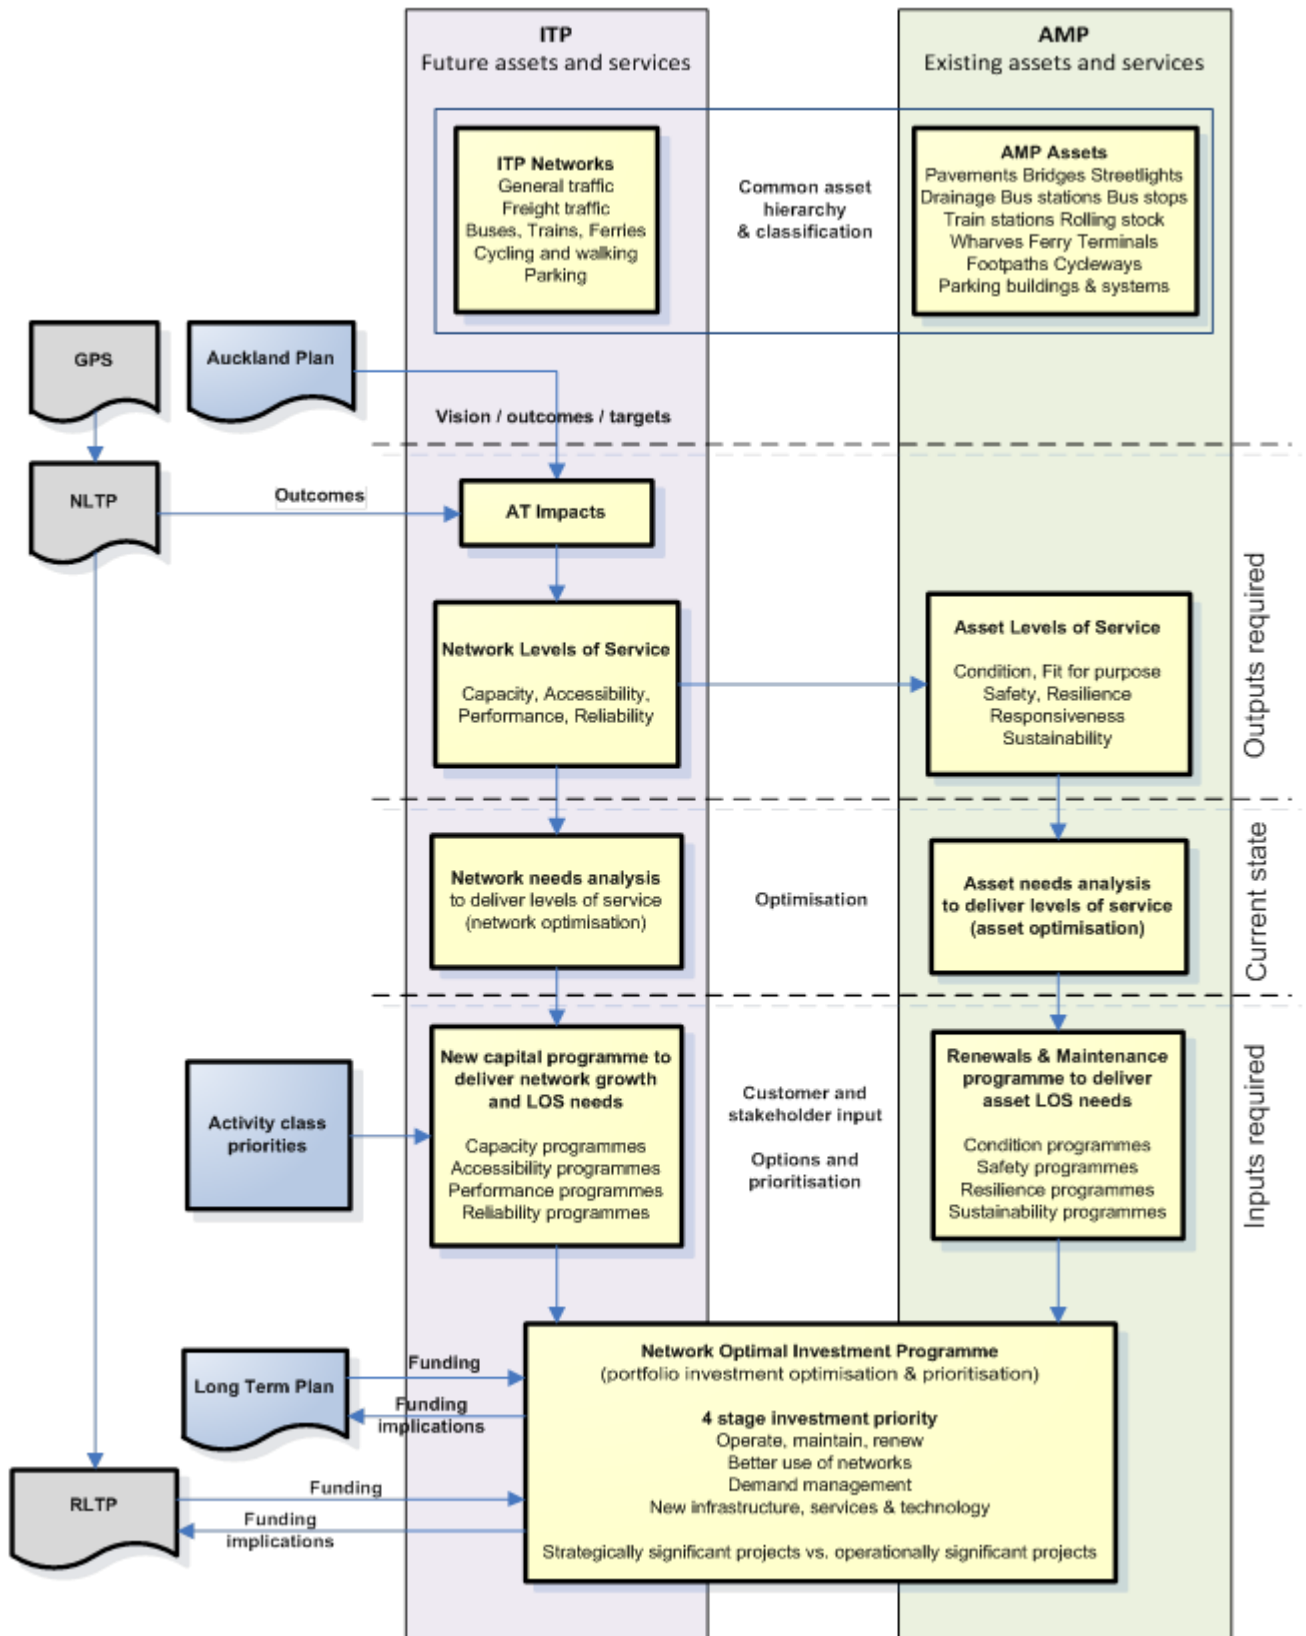 ITP
Future assets and services
AMP
Existing assets and services
ITP Networks
General traffic
Freight traffic
Buses, Trains, Ferries
Cycling and walking
Parking
Common asset
hierarchy
& classification
AMP Assets
Pavements Bridges Streetlights
Drainage Bus stations Bus stops
Train stations Rolling stock
Wharves Ferry Terminals
Footpaths Cycleways
Parking buildings & systems
GPS
Auckland Plan
Vision / outcomes / targets
NLTP
Outcomes
AT Impacts
Network Levels of Service
Capacity, Accessibility,
Performance, Reliability
Asset Levels of Service
Condition, Fit for purpose
Safety, Resilience
Responsiveness
Sustainability
Outputs required
Network needs analysis
to deliver levels of service
(network optimisation)
Optimisation
Asset needs analysis
to deliver levels of service
(asset optimisation)
Current state
Activity class
priorities
New capital programme to
deliver network growth
and LOS needs
Capacity programmes
Accessibility programmes
Performance programmes
Reliability programmes
Customer and
stakeholder input
Options and
prioritisation
Renewals & Maintenance
programme to deliver
asset LOS needs
Condition programmes
Safety programmes
Resilience programmes
Sustainability programmes
Inputs required
Long Term Plan
Funding
Funding
implications
RLTP
Funding
Funding
implications
Network Optimal Investment Programme
(portfolio investment optimisation & prioritisation)
4 stage investment priority
Operate, maintain, renew
Better use of networks
Demand management
New infrastructure, services & technology
Strategically significant projects vs. operationally significant projects